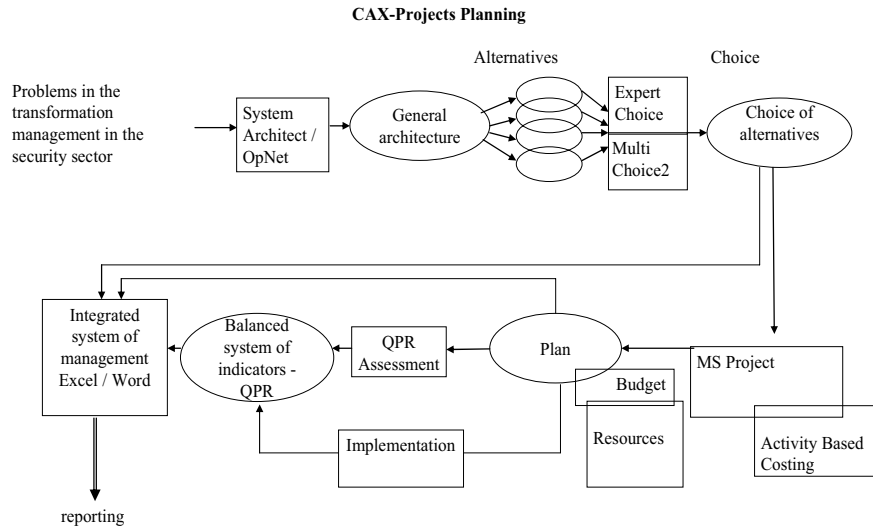 CAX-Projects Planning
Alternatives
Choice
Problems in the
transformation
management in the
security sector
System
Architect /
OpNet
General
architecture
Expert
Choice
Multi
Choice2
Choice of
alternatives
Integrated
system of
management
Excel / Word
Balanced
system of
indicators -
QPR
QPR
Assessment
Plan
MS Project
Budget
Resources
Activity Based
Costing
Implementation
reporting